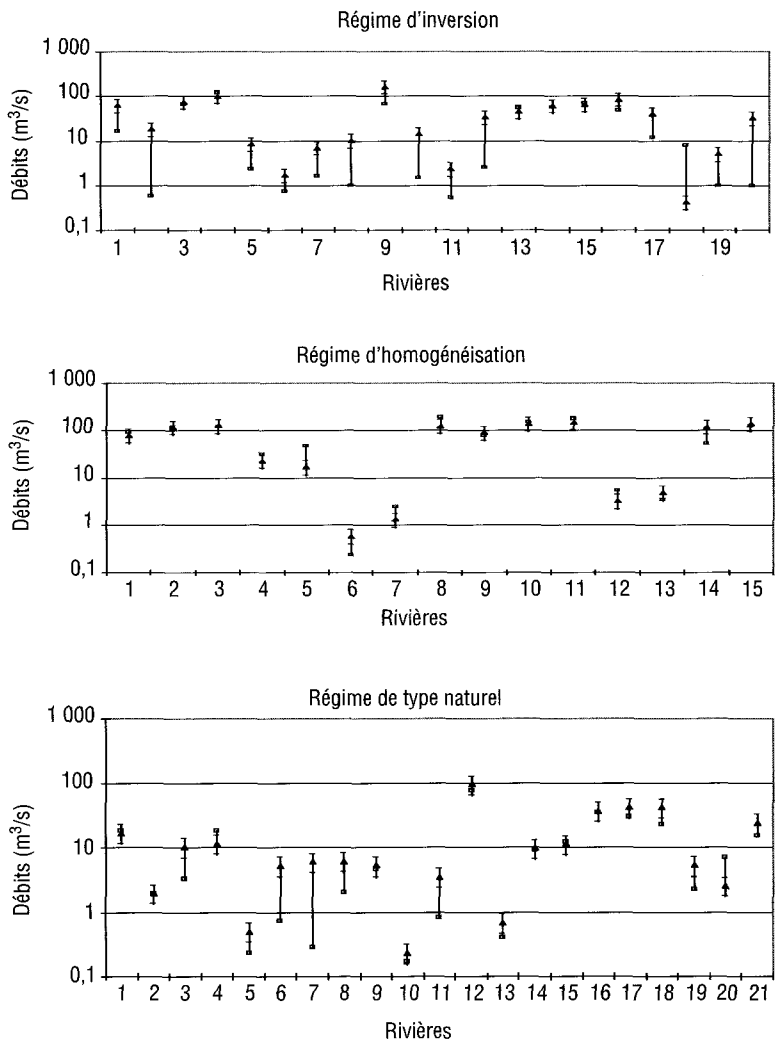 Régime d'inversion
Débits (m³/s)
1 000
100
10
1
0,1
1 3 5 7 9 11 13 15 17 19
Rivières
Régime d'homogénéisation
Débits (m³/s)
1 000
100
10
1
0,1
1 2 3 4 5 6 7 8 9 10 11 12 13 14 15
Rivières
Régime de type naturel
Débits (m³/s)
1 000
100
10
1
0,1
1 2 3 4 5 6 7 8 9 10 11 12 13 14 15 16 17 18 19 20 21
Rivières